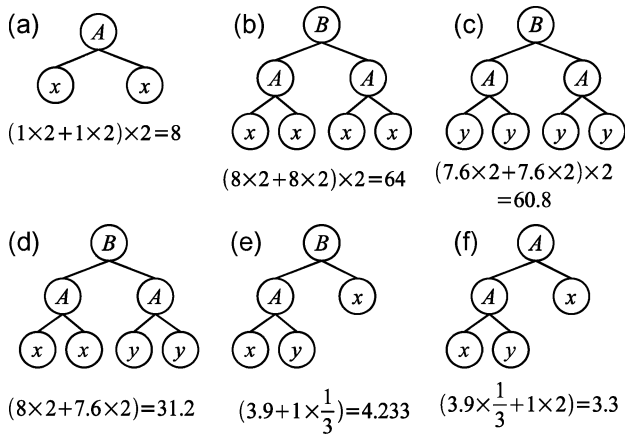 (a)
A
x x
(1×2+1×2)×2=8
(b)
B
A A
x x x x
(8×2+8×2)×2=64
(c)
B
A A
y y y y
(7.6×2+7.6×2)×2
=60.8
(d)
B
A A
x x y y
(8×2+7.6×2)=31.2
(e)
B
A x
x y
(3.9+1×1/3)=4.233
(f)
A
A x
x y
(3.9×1/3+1×2)=3.3